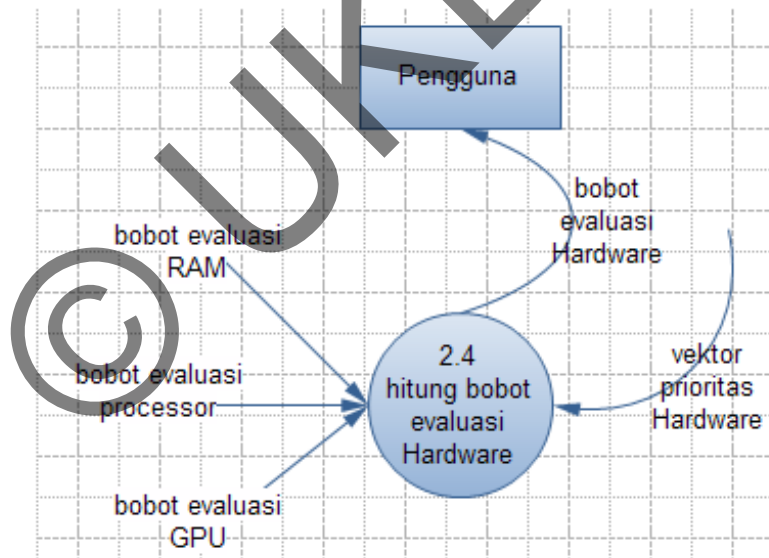 © UK
Pengguna
bobot
evaluasi
Hardware
bobot evaluasi
RAM
2.4
hitung bobot
evaluasi
Hardware
vektor
prioritas
Hardware
bobot evaluasi
processor
bobot evaluasi
GPU